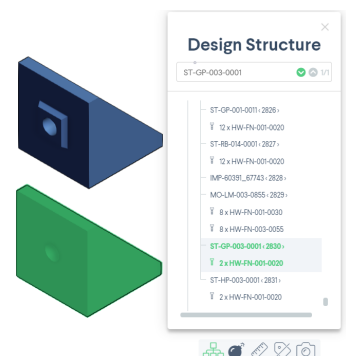 Design Structure
ST-GP-003-0001
1/1
ST-GP-001-0011 ‹ 2826 ›
12 x HW-FN-001-0020
ST-RB-014-0001 ‹ 2827 ›
12 x HW-FN-001-0020
IMP-60391_67743 ‹ 2828 ›
MO-LM-003-0855 ‹ 2829 ›
8 x HW-FN-001-0030
8 x HW-FN-003-0055
ST-GP-003-0001 ‹ 2830 ›
2 x HW-FN-001-0020
ST-HP-003-0001 ‹ 2831 ›
2 x HW-FN-001-0020